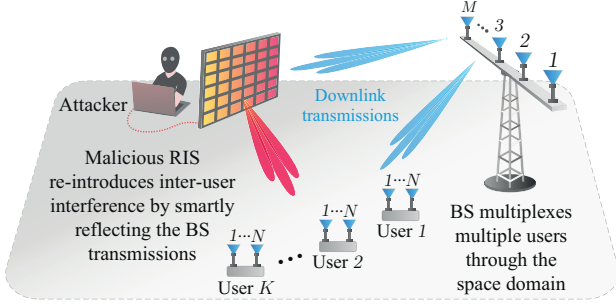 M ... 3 2 1
Attacker
Downlink
transmissions
Malicious RIS
re-introduces inter-user
interference by smartly
reflecting the BS
transmissions
1...N
User 1
1...N
User 2
...
1...N
User K
BS multiplexes
multiple users
through the
space domain